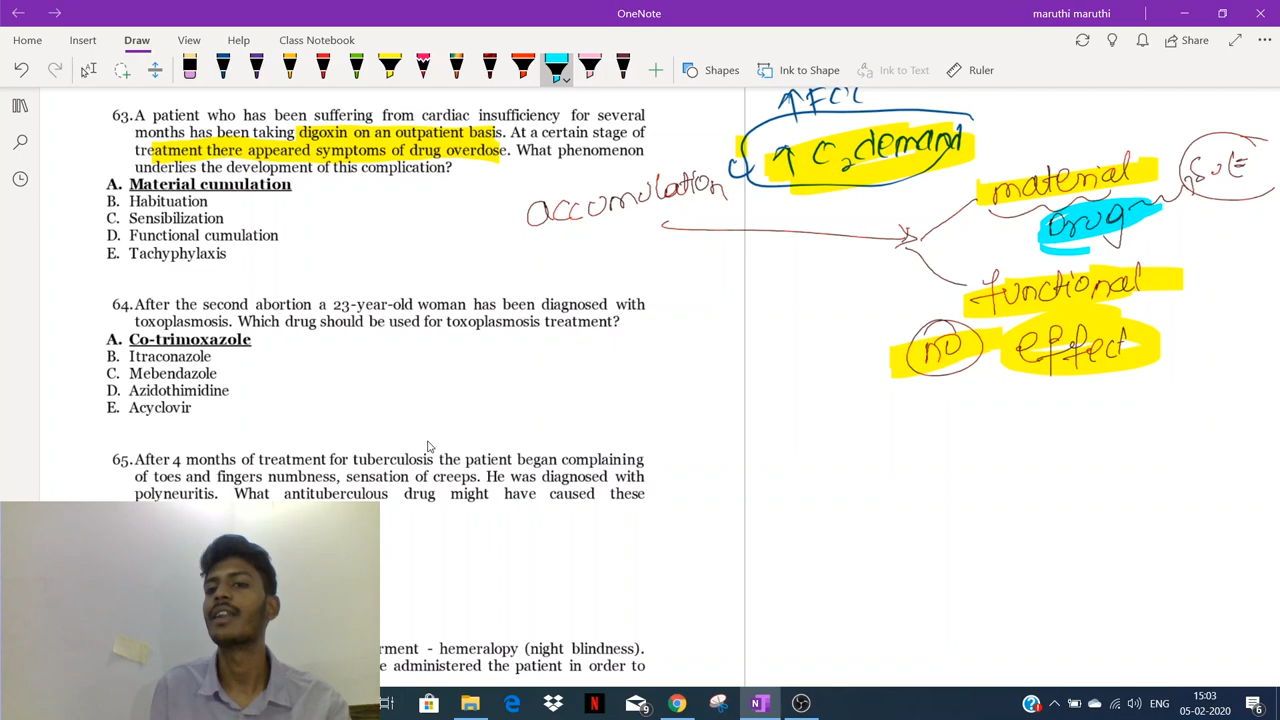 OneNote
maruthi maruthi
Home Insert Draw View Help Class Notebook
Share
Shapes
Ink to Shape
Ink to Text
Ruler
63. A patient who has been suffering from cardiac insufficiency for several
months has been taking digoxin on an outpatient basis. At a certain stage of
treatment there appeared symptoms of drug overdose. What phenomenon
underlies the development of this complication?
A. Material cumulation
B. Habituation
C. Sensibilization
D. Functional cumulation
E. Tachyphylaxis
64. After the second abortion a 23-year-old woman has been diagnosed with
toxoplasmosis. Which drug should be used for toxoplasmosis treatment?
A. Co-trimoxazole
B. Itraconazole
C. Mebendazole
D. Azidothimidine
E. Acyclovir
65. After 4 months of treatment for tuberculosis the patient began complaining
of toes and fingers numbness, sensation of creeps. He was diagnosed with
polyneuritis. What antituberculous drug might have caused these
rment - hemeralopy (night blindness).
e administered the patient in order to
demand
accumulation
material
Drug
functional
no effect
ENG
15:03
05-02-2020